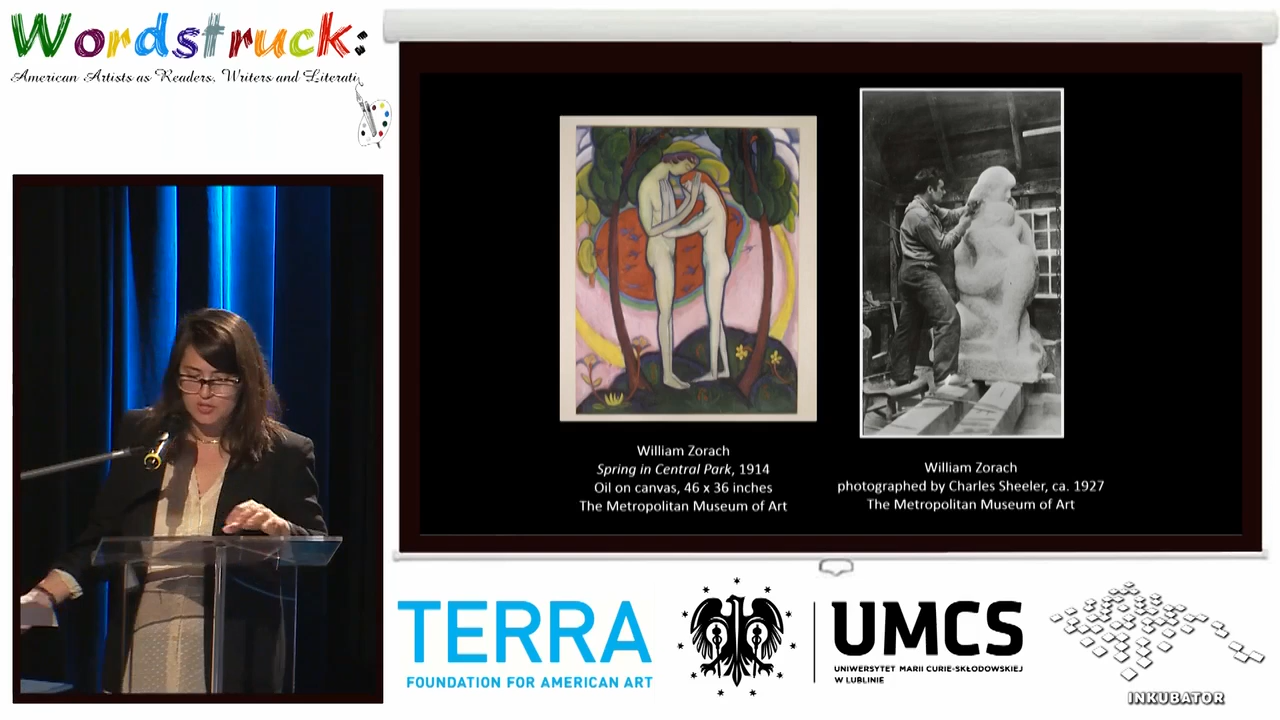 Wordstruck:
American Artists as Readers, Writers and Literati
William Zorach
Spring in Central Park, 1914
Oil on canvas, 46 x 36 inches
The Metropolitan Museum of Art
William Zorach
photographed by Charles Sheeler, ca. 1927
The Metropolitan Museum of Art
TERRA
FOUNDATION FOR AMERICAN ART
UMCS
UNIWERSYTET MARII CURIE-SKŁODOWSKIEJ
W LUBLINIE
INKUBATOR